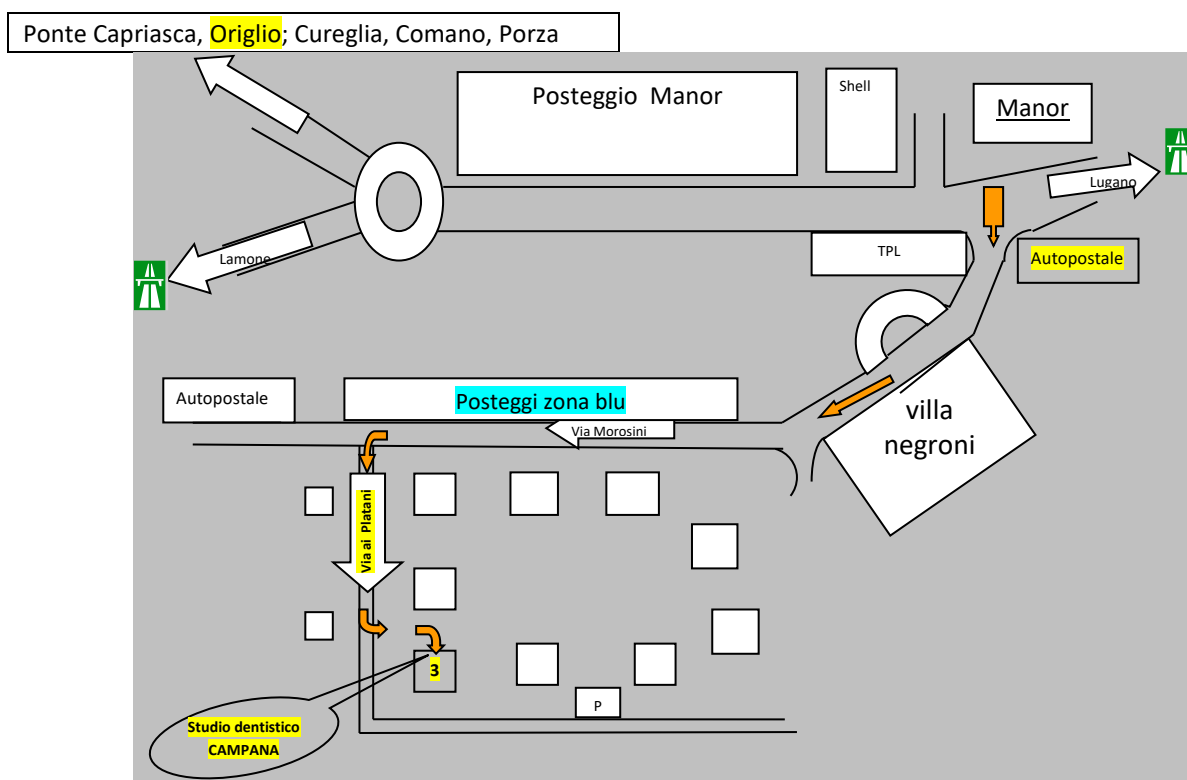 Ponte Capriasca, Origlio; Cureglia, Comano, Porza
Posteggio Manor
Shell
Manor
Lugano
Lamone
TPL
Autopostale
Autopostale
Posteggi zona blu
Via Morosini
villa
negroni
Via ai Platani
3
P
Studio dentistico
CAMPANA